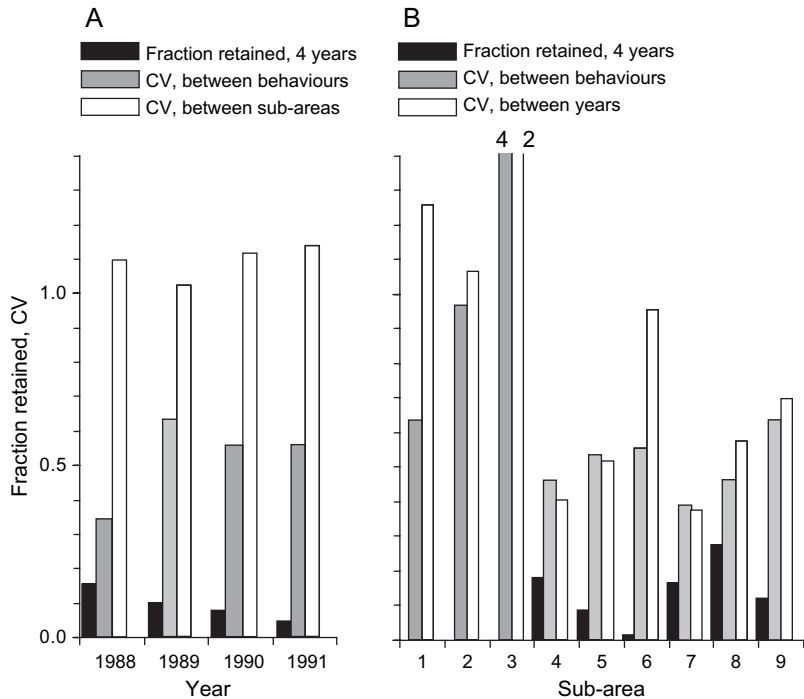 A
Fraction retained, 4 years
CV, between behaviours
CV, between sub-areas
B
Fraction retained, 4 years
CV, between behaviours
CV, between years
4 2
Fraction retained, CV
1.0
0.5
0.0
1988 1989 1990 1991
Year
1 2 3 4 5 6 7 8 9
Sub-area